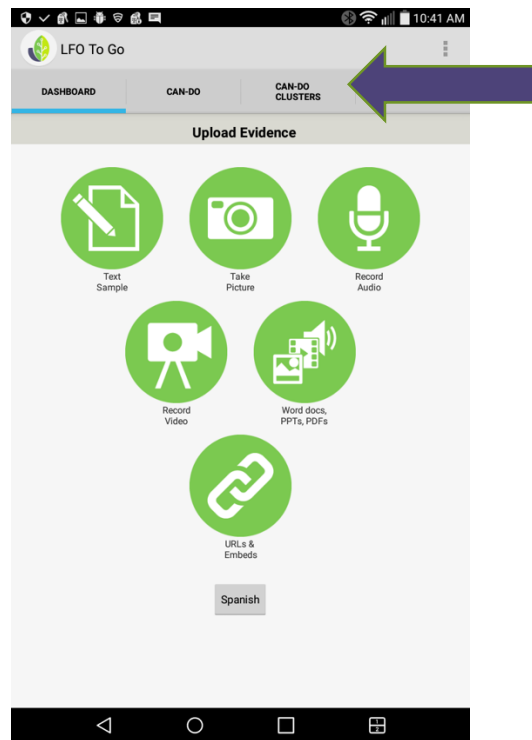 10:41 AM
LFO To Go
DASHBOARD
CAN-DO
CAN-DO
CLUSTERS
Upload Evidence
Text
Sample
Take
Picture
Record
Audio
Record
Video
Word docs,
PPTs, PDFs
URLs &
Embeds
Spanish